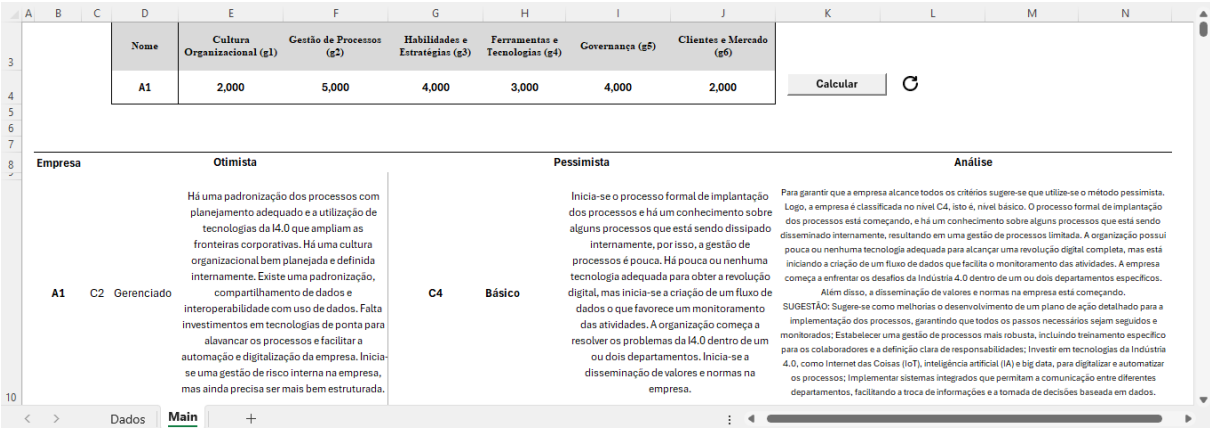 A B C D E F G H I J K L M N
3 Nome Cultura Organizacional (g1) Gestão de Processos (g2) Habilidades e Estratégias (g3) Ferramentas e Tecnologias (g4) Governança (g5) Clientes e Mercado (g6)
4 A1 2,000 5,000 4,000 3,000 4,000 2,000 Calcular
5
6
7
8 Empresa Otimista Pessimista Análise
10
A1 C2 Gerenciado
Há uma padronização dos processos com
planejamento adequado e a utilização de
tecnologias da I4.0 que ampliam as
fronteiras corporativas. Há uma cultura
organizacional bem planejada e definida
internamente. Existe uma padronização,
compartilhamento de dados e
interoperabilidade com uso de dados. Falta
investimentos em tecnologias de ponta para
alavancar os processos e facilitar a
automação e digitalização da empresa. Inicia-
se uma gestão de risco interna na empresa,
mas ainda precisa ser mais bem estruturada.
C4 Básico
Inicia-se o processo formal de implantação
dos processos e há um conhecimento sobre
alguns processos que está sendo dissipado
internamente, por isso, a gestão de
processos é pouca. Há pouca ou nenhuma
tecnologia adequada para obter a revolução
digital, mas inicia-se a criação de um fluxo de
dados o que favorece um monitoramento
das atividades. A organização começa a
resolver os problemas da I4.0 dentro de um
ou dois departamentos. Inicia-se a
disseminação de valores e normas na
empresa.
Para garantir que a empresa alcance todos os critérios sugere-se que utilize-se o método pessimista.
Logo, a empresa é classificada no nível C4, isto é, nível básico. O processo formal de implantação
dos processos está começando, e há um conhecimento sobre alguns processos que está sendo
disseminado internamente, resultando em uma gestão de processos limitada. A organização possui
pouca ou nenhuma tecnologia adequada para alcançar uma revolução digital completa, mas está
iniciando a criação de um fluxo de dados que facilita o monitoramento das atividades. A empresa
começa a enfrentar os desafios da Indústria 4.0 dentro de um ou dois departamentos específicos.
Além disso, a disseminação de valores e normas na empresa está começando.
SUGESTÃO: Sugere-se como melhorias o desenvolvimento de um plano de ação detalhado para a
implementação dos processos, garantindo que todos os passos necessários sejam seguidos e
monitorados; Estabelecer uma gestão de processos mais robusta, incluindo treinamento específico
para os colaboradores e a definição clara de responsabilidades; Investir em tecnologias da Indústria
4.0, como Internet das Coisas (IoT), inteligência artificial (IA) e big data, para digitalizar e automatizar
os processos; Implementar sistemas integrados que permitam a comunicação entre diferentes
departamentos, facilitando a troca de informações e a tomada de decisões baseada em dados.
Dados Main